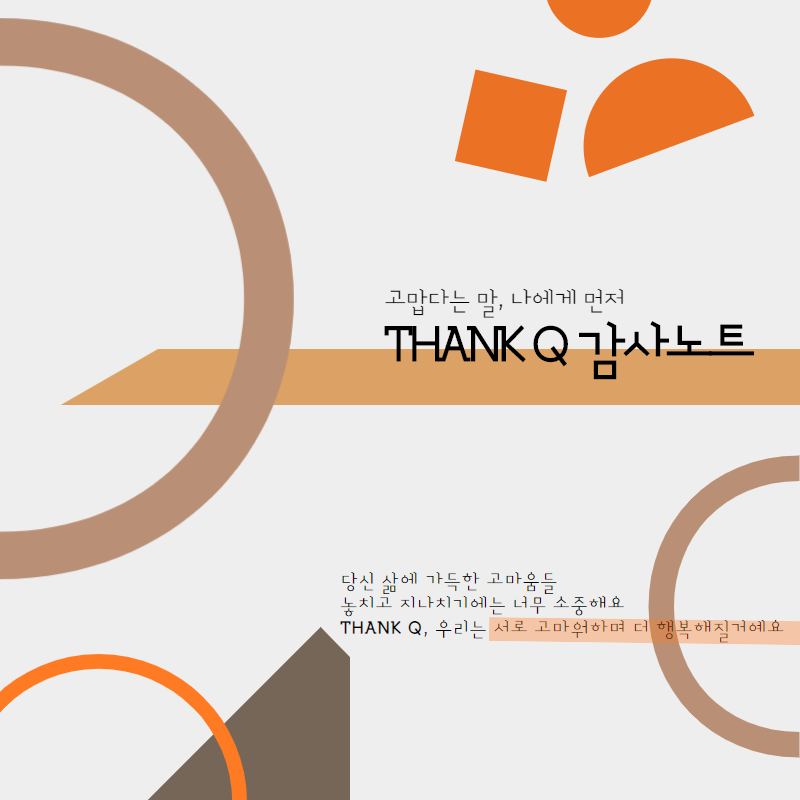 고맙다는 말, 나에게 먼저
THANK Q 감사노트
당신 삶에 가득한 고마움들
놓치고 지나치기에는 너무 소중해요
THANK Q, 우리는 서로 고마워하며 더 행복해질거예요